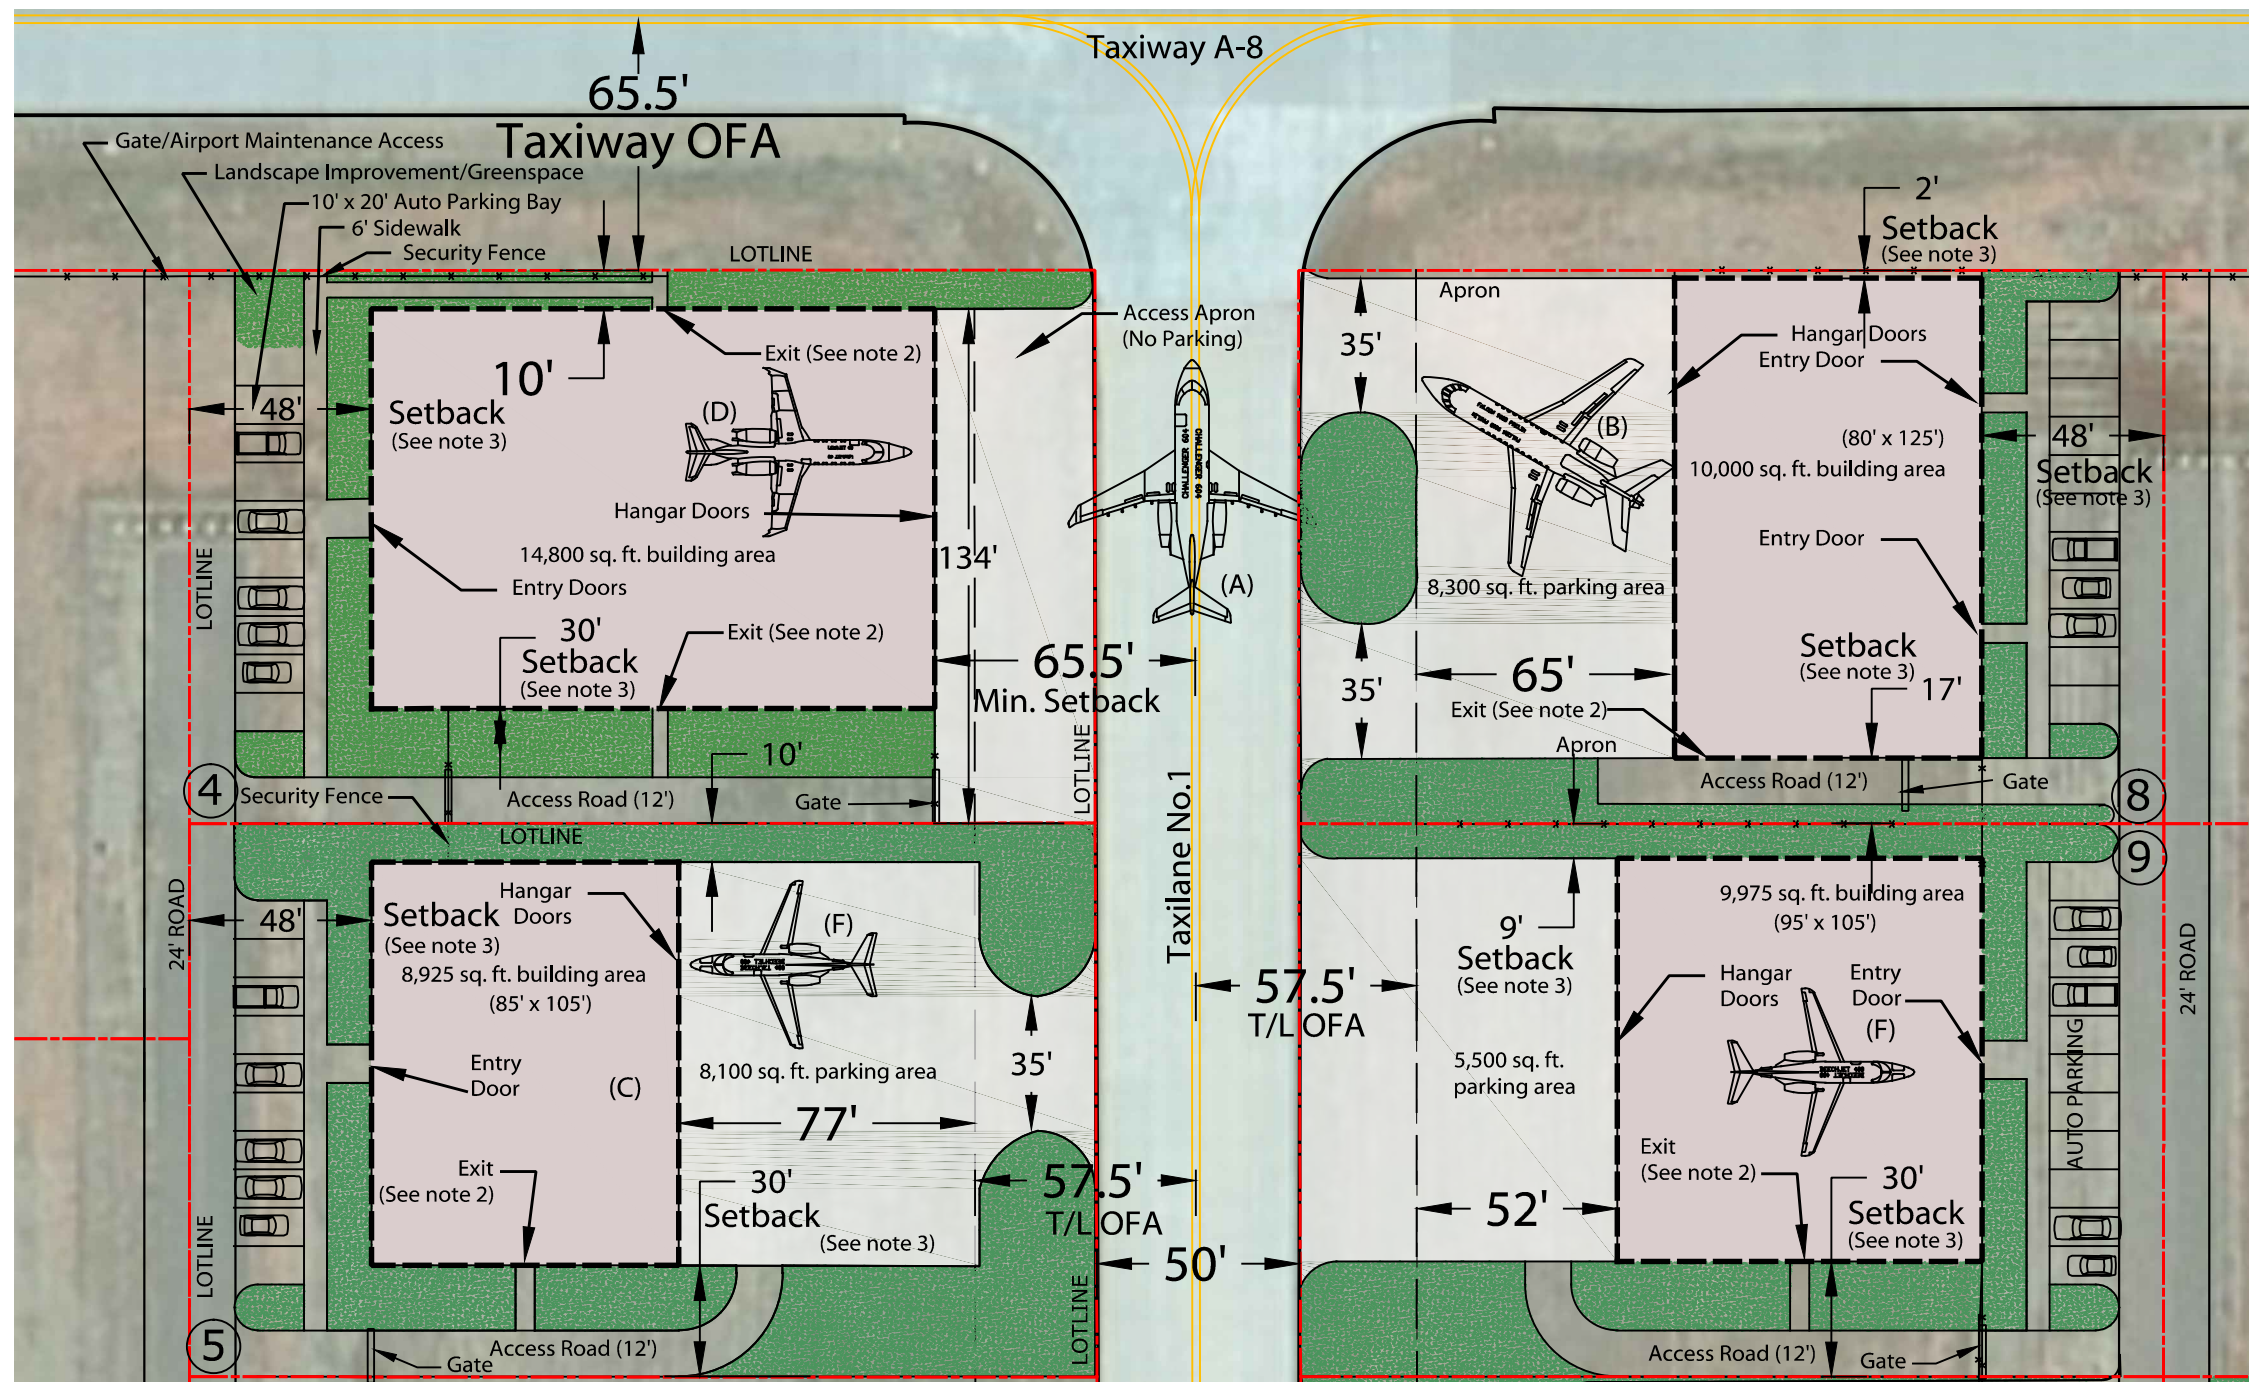 Taxiway A-8
65.5'
Taxiway OFA
Gate/Airport Maintenance Access
Landscape Improvement/Greenspace
10' x 20' Auto Parking Bay
6' Sidewalk
Security Fence
LOTLINE
2'
Setback
(See note 3)
Apron
Access Apron
(No Parking)
Hangar Doors
Entry Door
35'
Exit (See note 2)
10'
48'
Setback
(See note 3)
(D)
(B)
(80' x 125')
10,000 sq. ft. building area
48'
Setback
(See note 3)
CHALLENGER 604
CHALLENGER 604
Hangar Doors
14,800 sq. ft. building area
134'
Entry Door
LOTLINE
Entry Doors
(A)
8,300 sq. ft. parking area
30'
Setback
(See note 3)
Exit (See note 2)
65.5'
Min. Setback
35'
65'
Setback
(See note 3)
17'
Exit (See note 2)
Apron
10'
LOTLINE
4
Security Fence
Access Road (12')
Gate
Access Road (12')
Gate
8
LOTLINE
Taxilane No.1
9
24' ROAD
48'
Setback
(See note 3)
Hangar
Doors
(F)
8,925 sq. ft. building area
(85' x 105')
9,975 sq. ft. building area
(95' x 105')
9'
Setback
(See note 3)
57.5'
T/L OFA
Hangar
Doors
Entry
Door
(F)
24' ROAD
Entry
Door
(C)
8,100 sq. ft. parking area
35'
5,500 sq. ft.
parking area
AUTO PARKING
77'
Exit
(See note 2)
30'
Setback
(See note 3)
57.5'
T/L OFA
52'
Exit
(See note 2)
30'
Setback
(See note 3)
LOTLINE
50'
LOTLINE
5
Gate
Access Road (12')
Access Road (12')
Gate